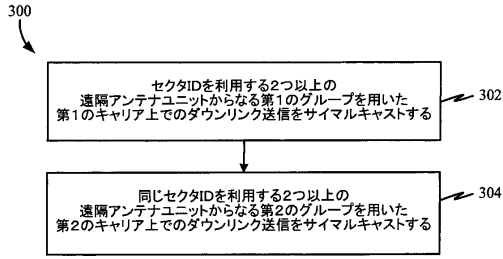 300
セクタIDを利用する2つ以上の
遠隔アンテナユニットからなる第1のグループを用いた
第1のキャリア上でのダウンリンク送信をサイマルキャストする
302
同じセクタIDを利用する2つ以上の
遠隔アンテナユニットからなる第2のグループを用いた
第2のキャリア上でのダウンリンク送信をサイマルキャストする
304